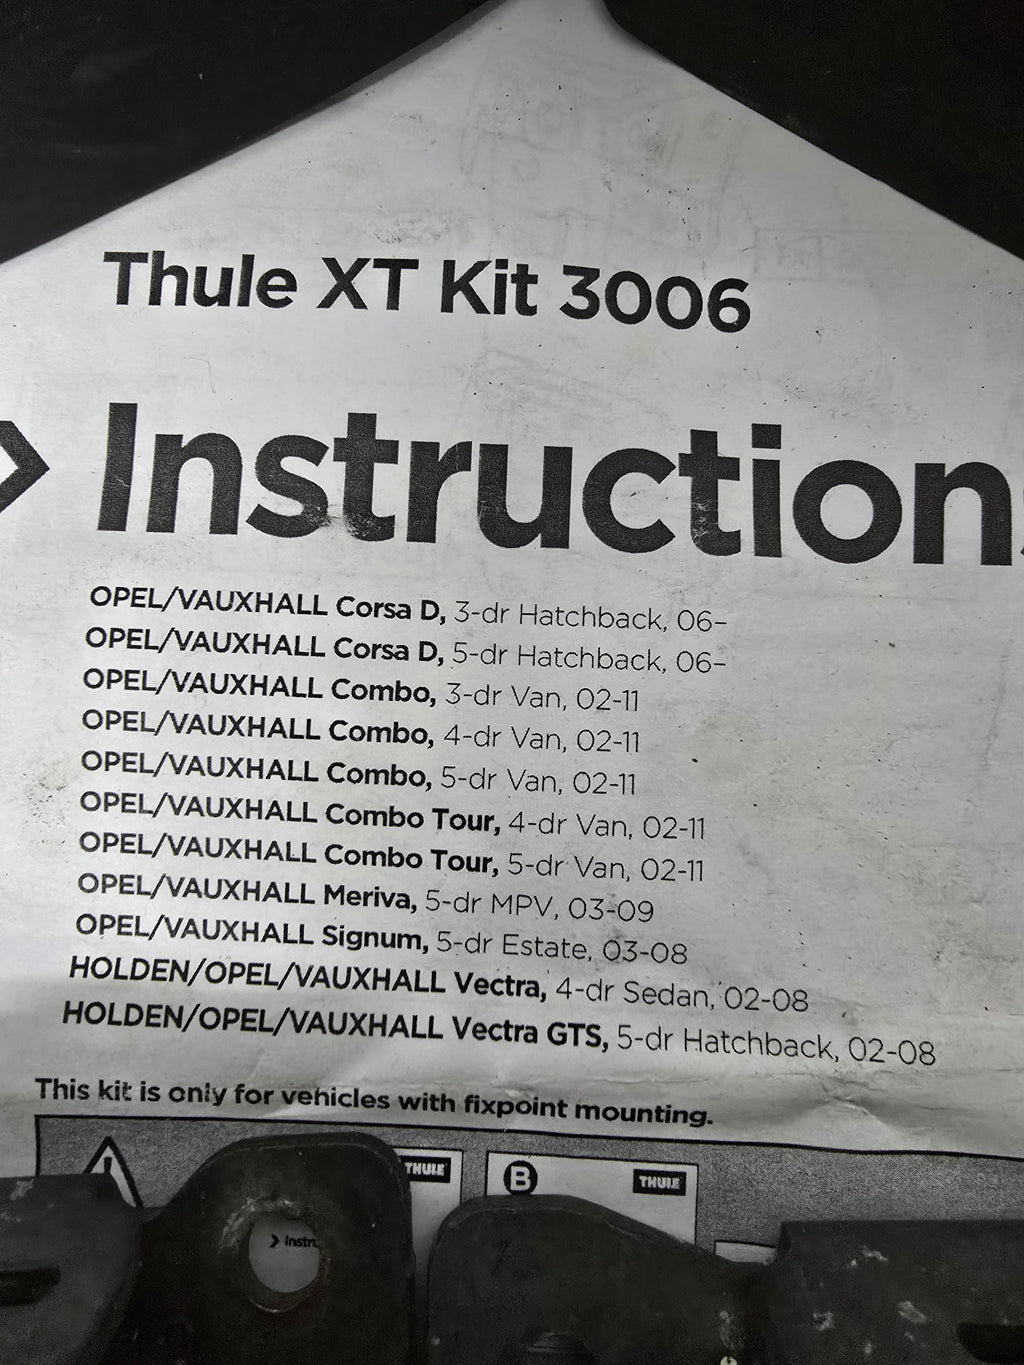 Thule XT Kit 3006
Instruction
OPEL/VAUXHALL Corsa D, 3-dr Hatchback, 06–
OPEL/VAUXHALL Corsa D, 5-dr Hatchback, 06–
OPEL/VAUXHALL Combo, 3-dr Van, 02-11
OPEL/VAUXHALL Combo, 4-dr Van, 02-11
OPEL/VAUXHALL Combo, 5-dr Van, 02-11
OPEL/VAUXHALL Combo Tour, 4-dr Van, 02-11
OPEL/VAUXHALL Combo Tour, 5-dr Van, 02-11
OPEL/VAUXHALL Meriva, 5-dr MPV, 03-09
OPEL/VAUXHALL Signum, 5-dr Estate, 03-08
HOLDEN/OPEL/VAUXHALL Vectra, 4-dr Sedan, 02-08
HOLDEN/OPEL/VAUXHALL Vectra GTS, 5-dr Hatchback, 02-08
This kit is only for vehicles with fixpoint mounting.
THULE B THULE
Instr